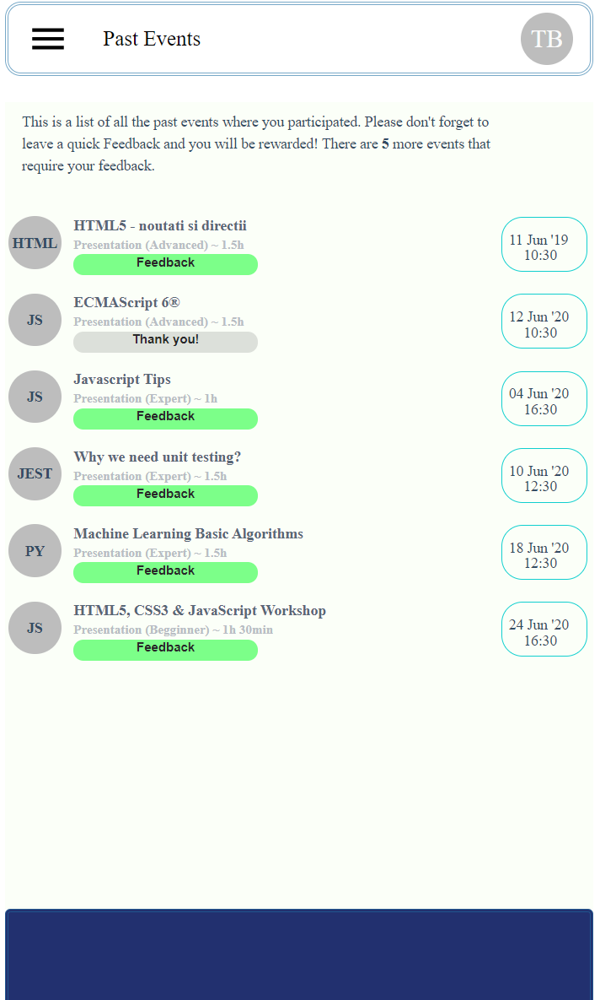 Past Events
TB
This is a list of all the past events where you participated. Please don't forget to
leave a quick Feedback and you will be rewarded! There are 5 more events that
require your feedback.
HTML
HTML5 - noutati si directii
Presentation (Advanced) ~ 1.5h
Feedback
11 Jun '19
10:30
JS
ECMAScript 6®
Presentation (Advanced) ~ 1.5h
Thank you!
12 Jun '20
10:30
JS
Javascript Tips
Presentation (Expert) ~ 1h
Feedback
04 Jun '20
16:30
JEST
Why we need unit testing?
Presentation (Expert) ~ 1.5h
Feedback
10 Jun '20
12:30
PY
Machine Learning Basic Algorithms
Presentation (Expert) ~ 1.5h
Feedback
18 Jun '20
12:30
JS
HTML5, CSS3 & JavaScript Workshop
Presentation (Begginner) ~ 1h 30min
Feedback
24 Jun '20
16:30